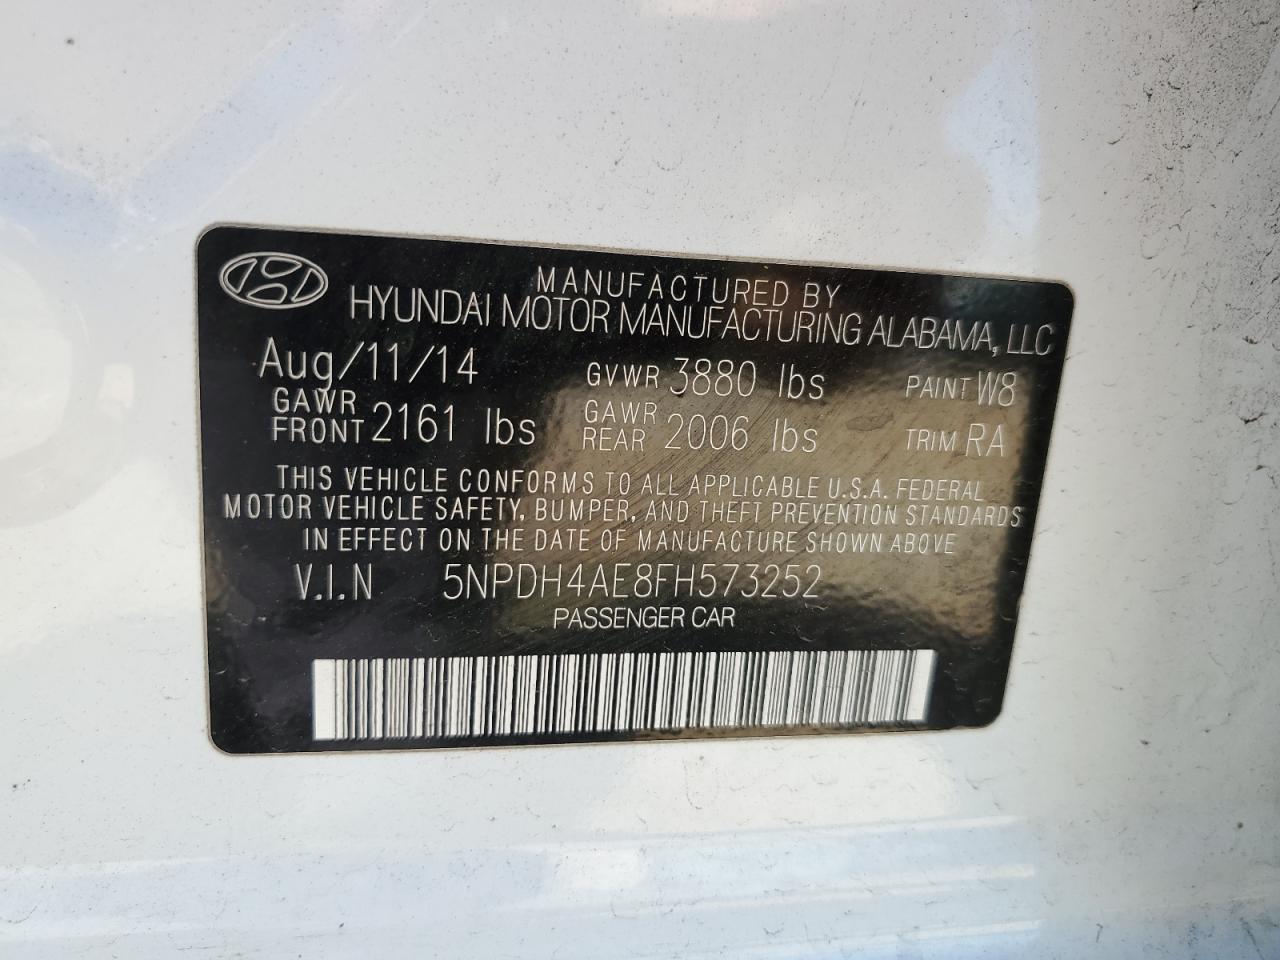 MANUFACTURED BY
HYUNDAI MOTOR MANUFACTURING ALABAMA, LLC
Aug/11/14 GVWR 3880 lbs PAINT W8
GAWR FRONT 2161 lbs GAWR REAR 2006 lbs TRIM RA
THIS VEHICLE CONFORMS TO ALL APPLICABLE U.S.A. FEDERAL
MOTOR VEHICLE SAFETY, BUMPER, AND THEFT PREVENTION STANDARDS
IN EFFECT ON THE DATE OF MANUFACTURE SHOWN ABOVE
V.I.N 5NPDH4AE8FH573252
PASSENGER CAR